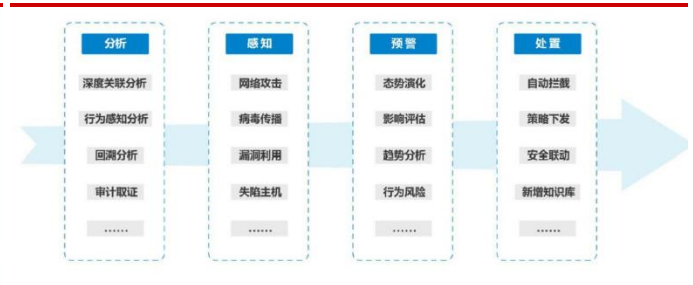 分析
深度关联分析
行为感知分析
回溯分析
审计取证
……
感知
网络攻击
病毒传播
漏洞利用
失陷主机
……
预警
态势演化
影响评估
趋势分析
行为风险
……
处置
自动拦截
策略下发
安全联动
新增知识库
……